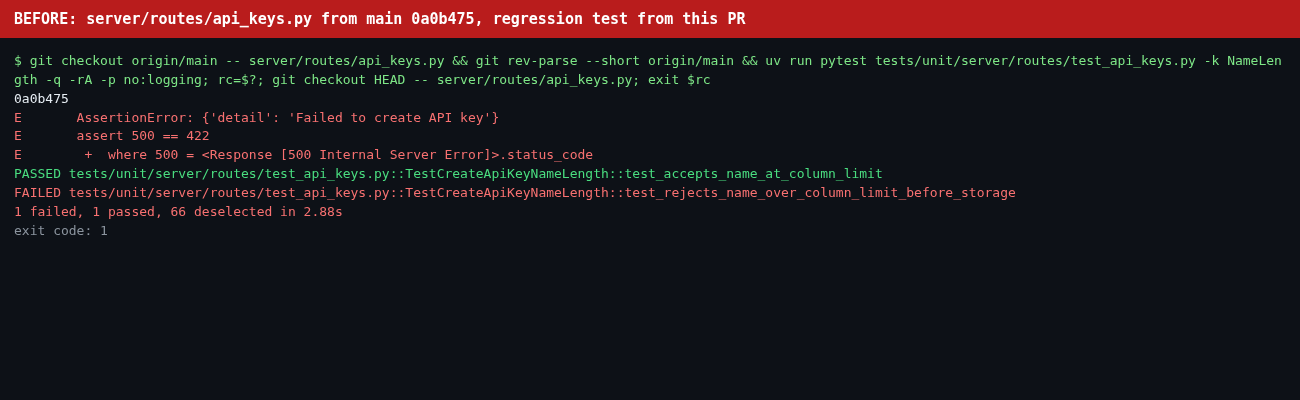 BEFORE: server/routes/api_keys.py from main 0a0b475, regression test from this PR
$ git checkout origin/main -- server/routes/api_keys.py && git rev-parse --short origin/main && uv run pytest tests/unit/server/routes/test_api_keys.py -k NameLen
gth -q -rA -p no:logging; rc=$?; git checkout HEAD -- server/routes/api_keys.py; exit $rc
0a0b475
E       AssertionError: {'detail': 'Failed to create API key'}
E       assert 500 == 422
E        +  where 500 = <Response [500 Internal Server Error]>.status_code
PASSED tests/unit/server/routes/test_api_keys.py::TestCreateApiKeyNameLength::test_accepts_name_at_column_limit
FAILED tests/unit/server/routes/test_api_keys.py::TestCreateApiKeyNameLength::test_rejects_name_over_column_limit_before_storage
1 failed, 1 passed, 66 deselected in 2.88s
exit code: 1